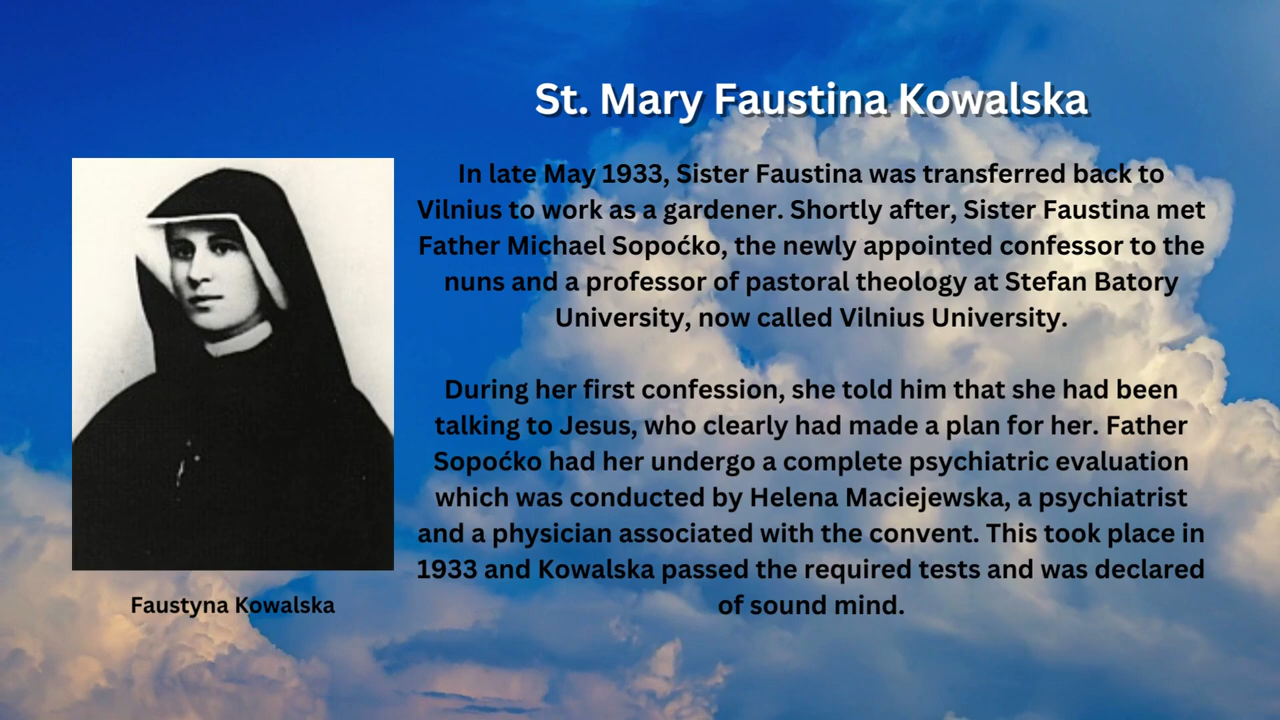 St. Mary Faustina Kowalska
In late May 1933, Sister Faustina was transferred back to
Vilnius to work as a gardener. Shortly after, Sister Faustina met
Father Michael Sopoćko, the newly appointed confessor to the
nuns and a professor of pastoral theology at Stefan Batory
University, now called Vilnius University.
During her first confession, she told him that she had been
talking to Jesus, who clearly had made a plan for her. Father
Sopoćko had her undergo a complete psychiatric evaluation
which was conducted by Helena Maciejewska, a psychiatrist
and a physician associated with the convent. This took place in
1933 and Kowalska passed the required tests and was declared
of sound mind.
Faustyna Kowalska